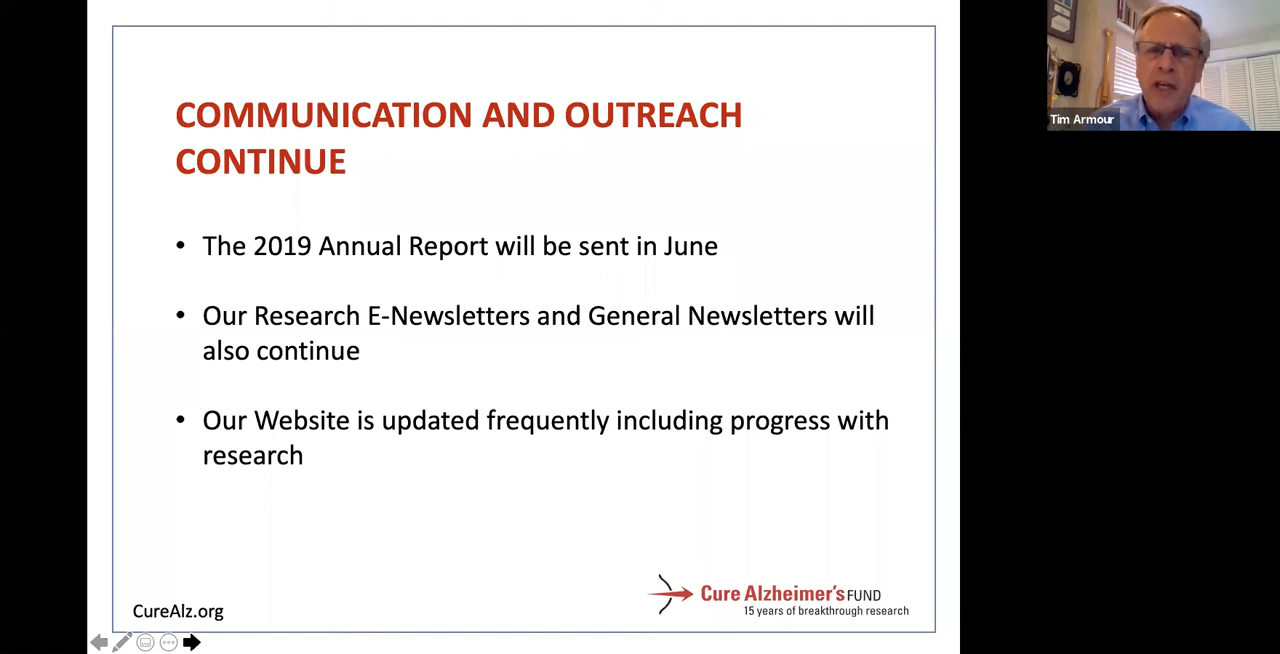 COMMUNICATION AND OUTREACH
CONTINUE
• The 2019 Annual Report will be sent in June
• Our Research E-Newsletters and General Newsletters will
also continue
• Our Website is updated frequently including progress with
research
CureAlz.org
Cure Alzheimer's FUND
15 years of breakthrough research
Tim Armour